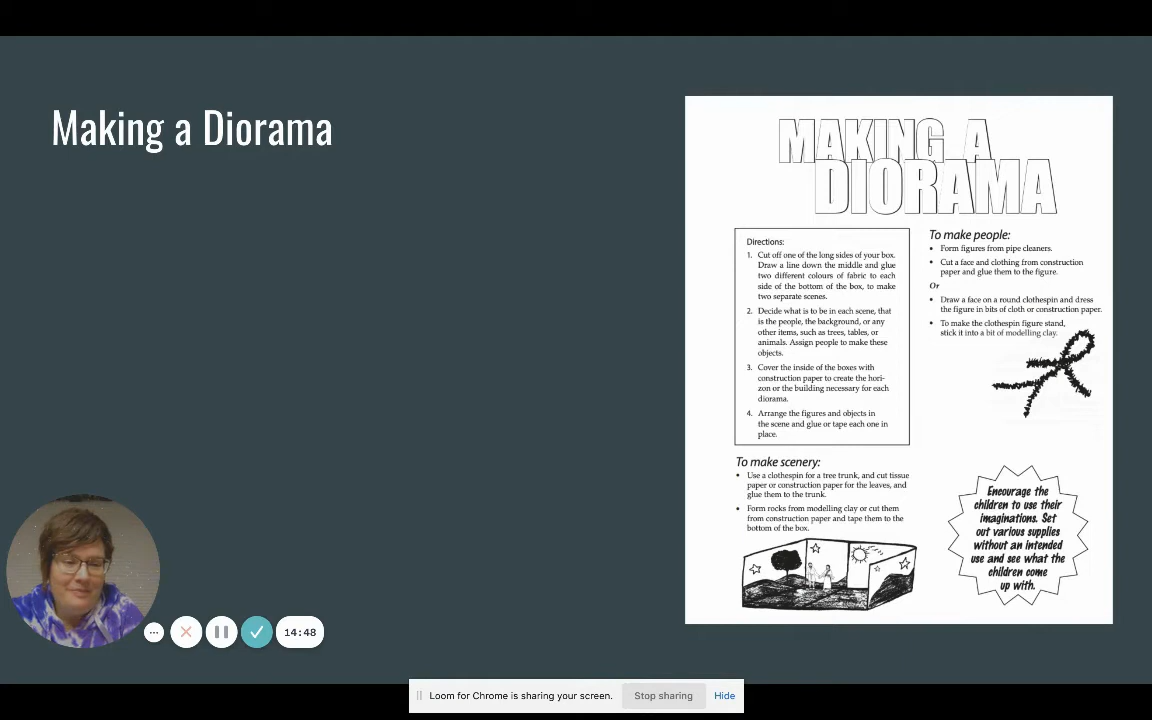 Making a Diorama
MAKING A
DIORAMA
Directions:
1. Cut off one of the long sides of your box.
Draw a line down the middle and glue
two different colours of fabric to each
side of the bottom of the box, to make
two separate scenes.
2. Decide what is to be in each scene, that
is the people, the background, or any
other items, such as trees, tables, or
animals. Assign people to make these
objects.
3. Cover the inside of the boxes with
construction paper to create the hori-
zon or the building necessary for each
diorama.
4. Arrange the figures and objects in
the scene and glue or tape each one in
place.
To make scenery:
• Use a clothespin for a tree trunk, and cut tissue
paper or construction paper for the leaves, and
glue them to the trunk.
• Form rocks from modelling clay or cut them
from construction paper and tape them to the
bottom of the box.
To make people:
• Form figures from pipe cleaners.
• Cut a face and clothing from construction
paper and glue them to the figure.
Or
• Draw a face on a round clothespin and dress
the figure in bits of cloth or construction paper.
• To make the clothespin figure stand,
stick it into a bit of modelling clay.
Encourage the
children to use their
imaginations. Set
out various supplies
without an intended
use and see what the
children come
up with.
14:48
Loom for Chrome is sharing your screen.
Stop sharing
Hide